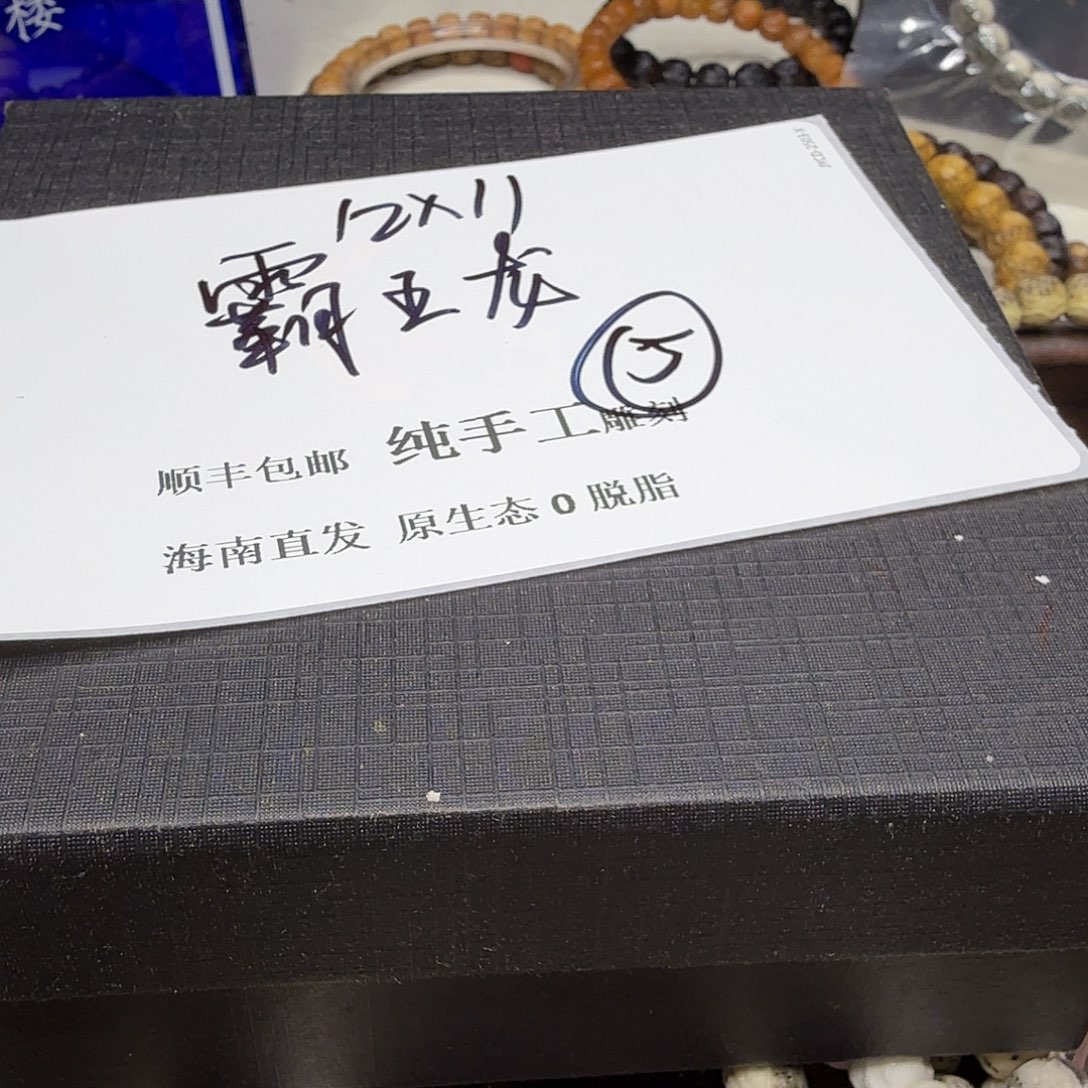 楼
12×11
霸王龙
顺丰包邮 纯手工雕刻
海南直发 原生态0脱脂